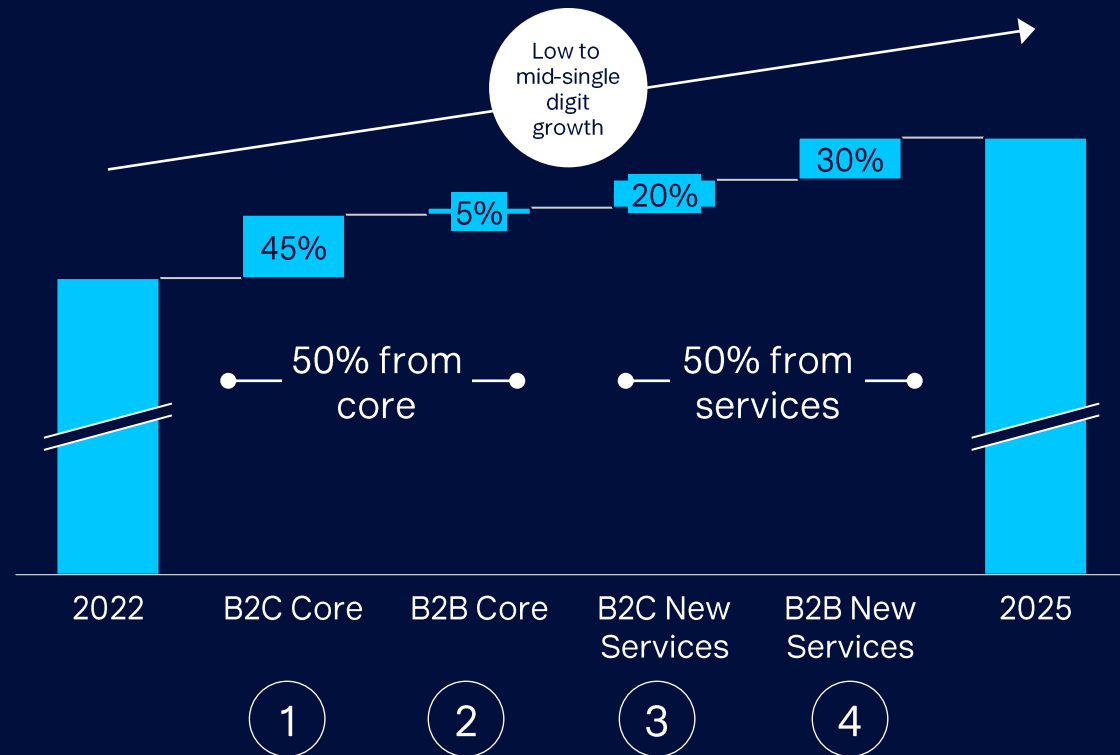 Low to
mid-single
digit
growth
30%
20%
5%
45%
50% from
core
50% from
services
2022
B2C Core
B2B Core
B2C New
Services
B2B New
Services
2025
1
2
3
4